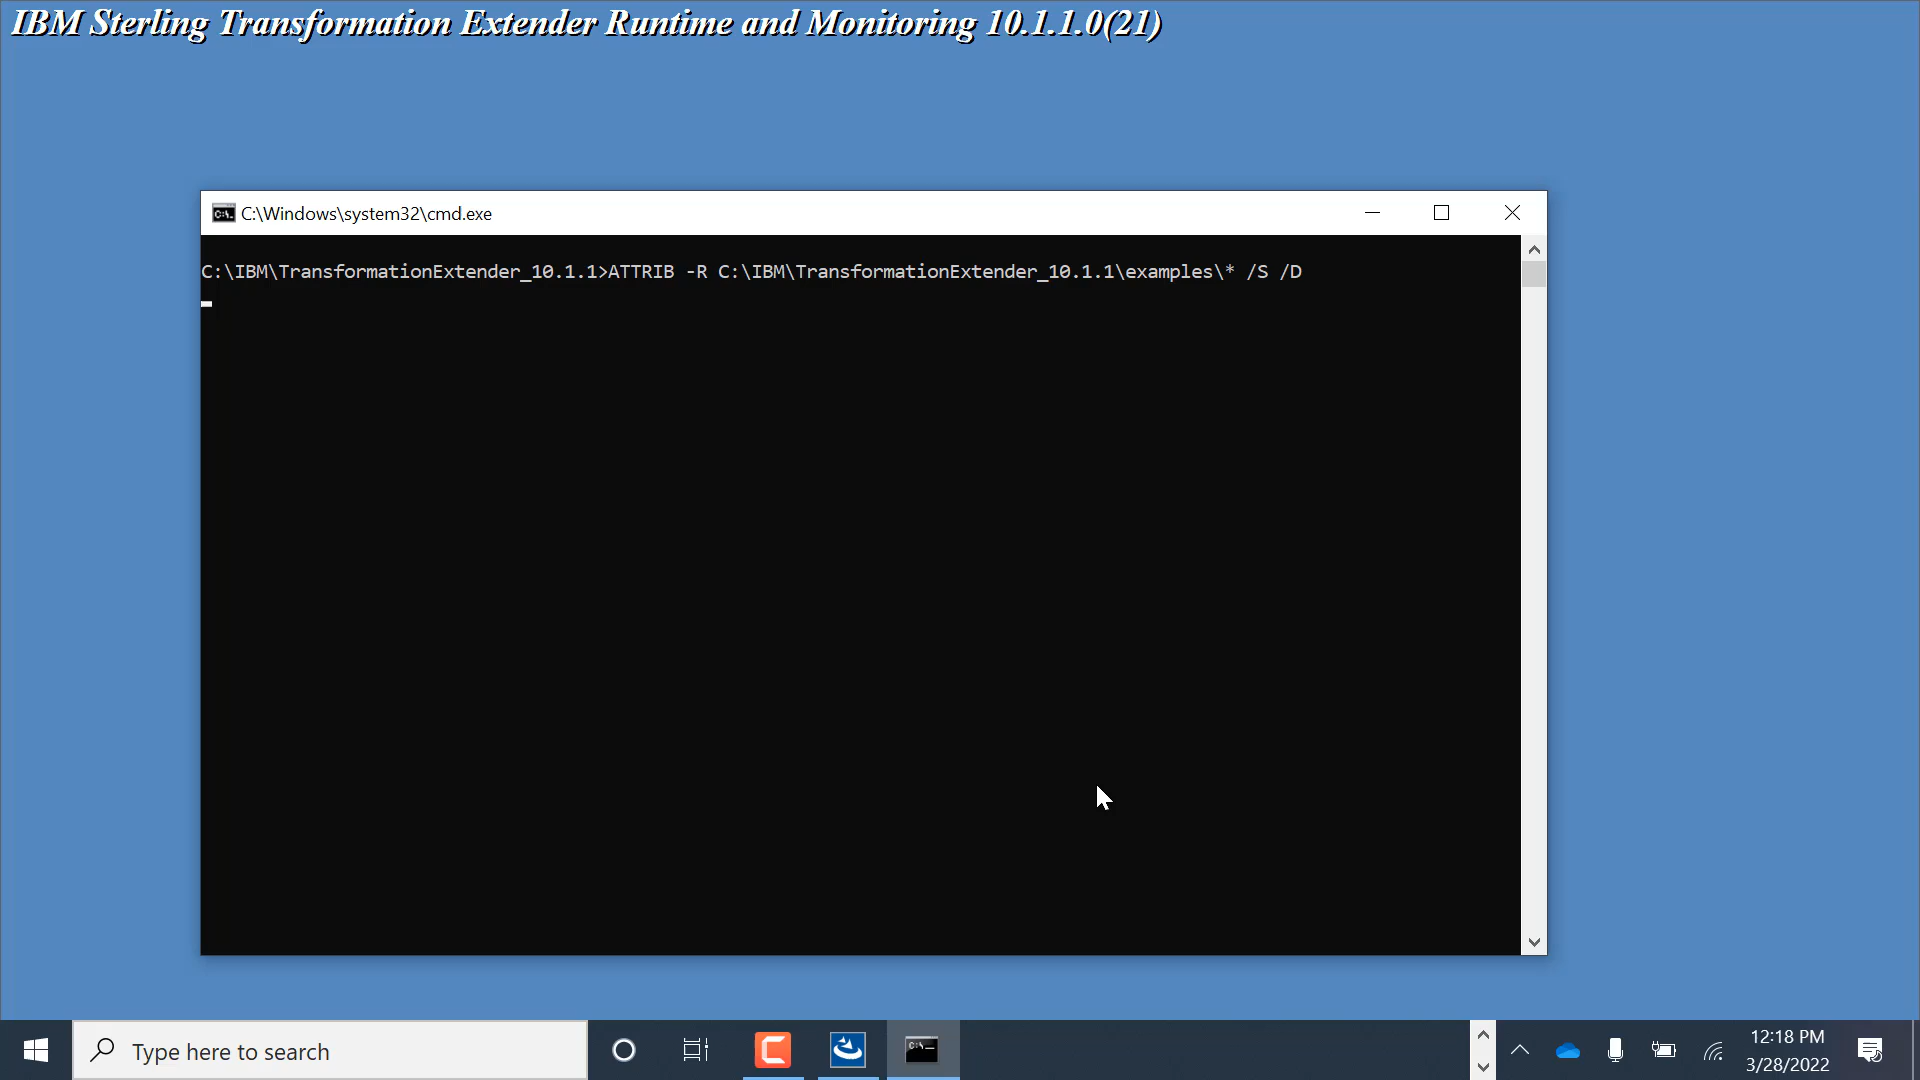 IBM Sterling Transformation Extender Runtime and Monitoring 10.1.1.0(21)
C:\Windows\system32\cmd.exe
C:\IBM\TransformationExtender_10.1.1>ATTRIB -R C:\IBM\TransformationExtender_10.1.1\examples\* /S /D
Type here to search
12:18 PM
3/28/2022